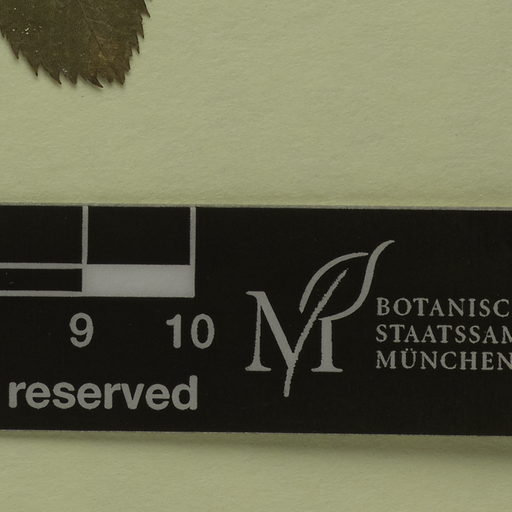 9 10
reserved
BOTANISC
STAATSSAM
MÜNCHEN